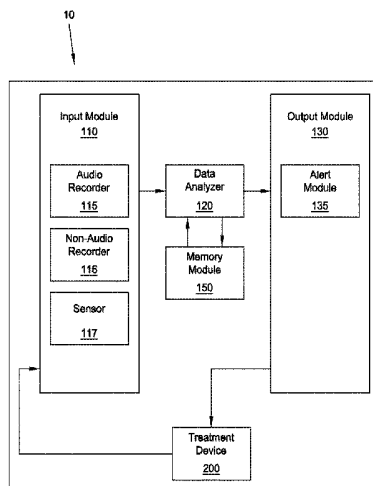 10
Input Module
110
Audio
Recorder
115
Non-Audio
Recorder
116
Sensor
117
Data
Analyzer
120
Memory
Module
150
Output Module
130
Alert
Module
135
Treatment
Device
200